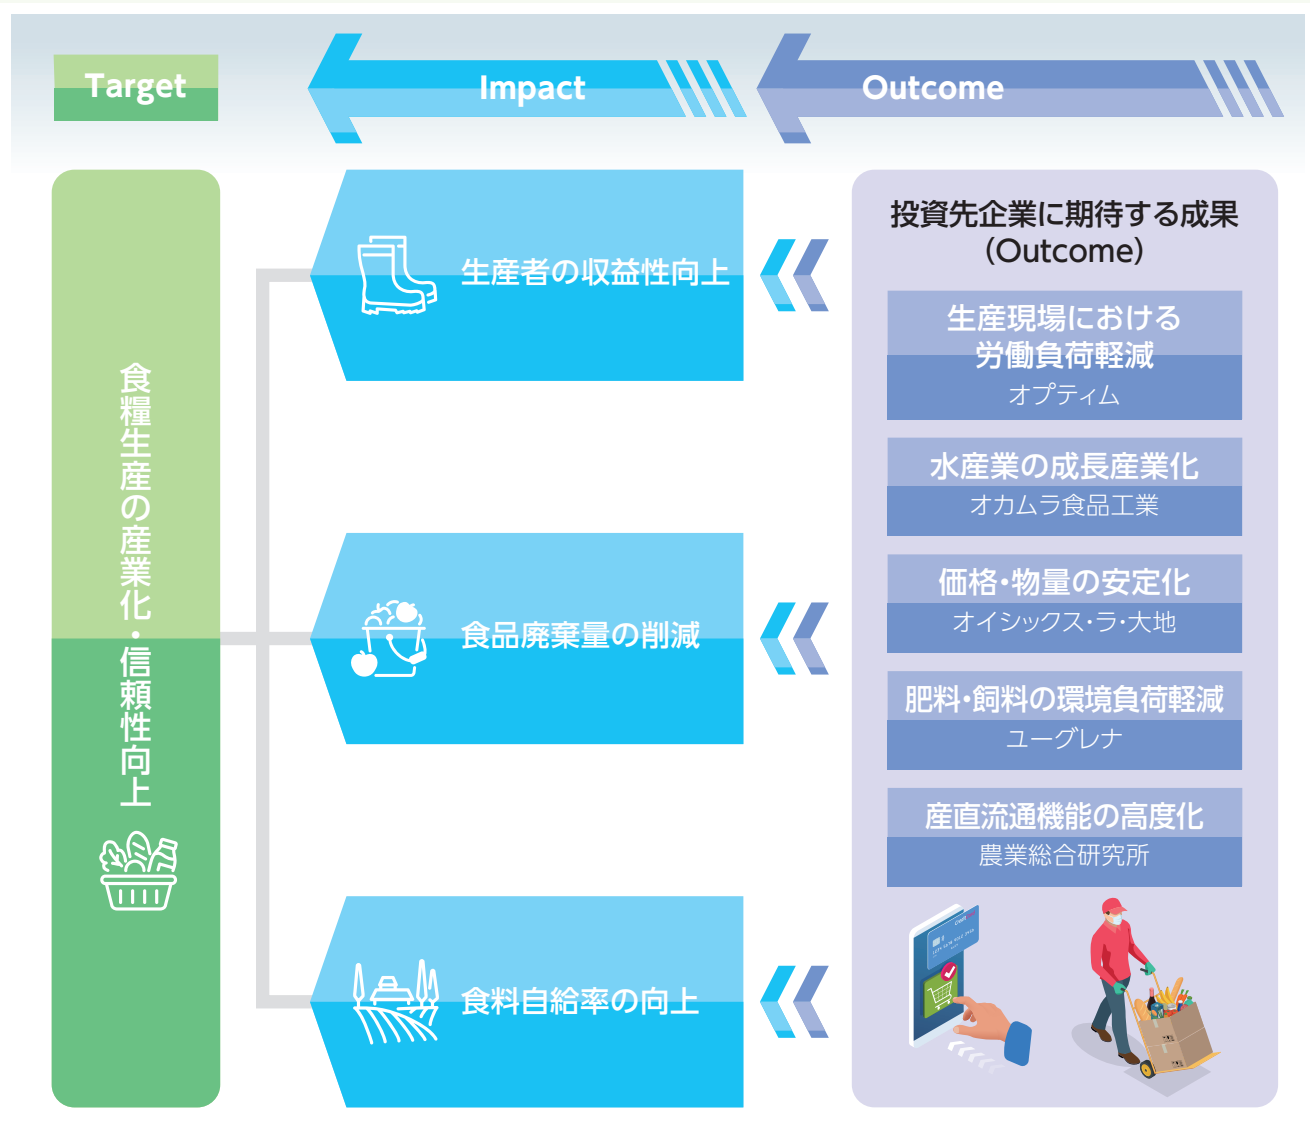 Target
Impact
Outcome
食糧生産の産業化・信頼性向上
生産者の収益性向上
食品廃棄量の削減
食料自給率の向上
投資先企業に期待する成果
（Outcome）
生産現場における
労働負荷軽減
オプティム
水産業の成長産業化
オカムラ食品工業
価格・物量の安定化
オイシックス・ラ・大地
肥料・飼料の環境負荷軽減
ユーグレナ
産直流通機能の高度化
農業総合研究所